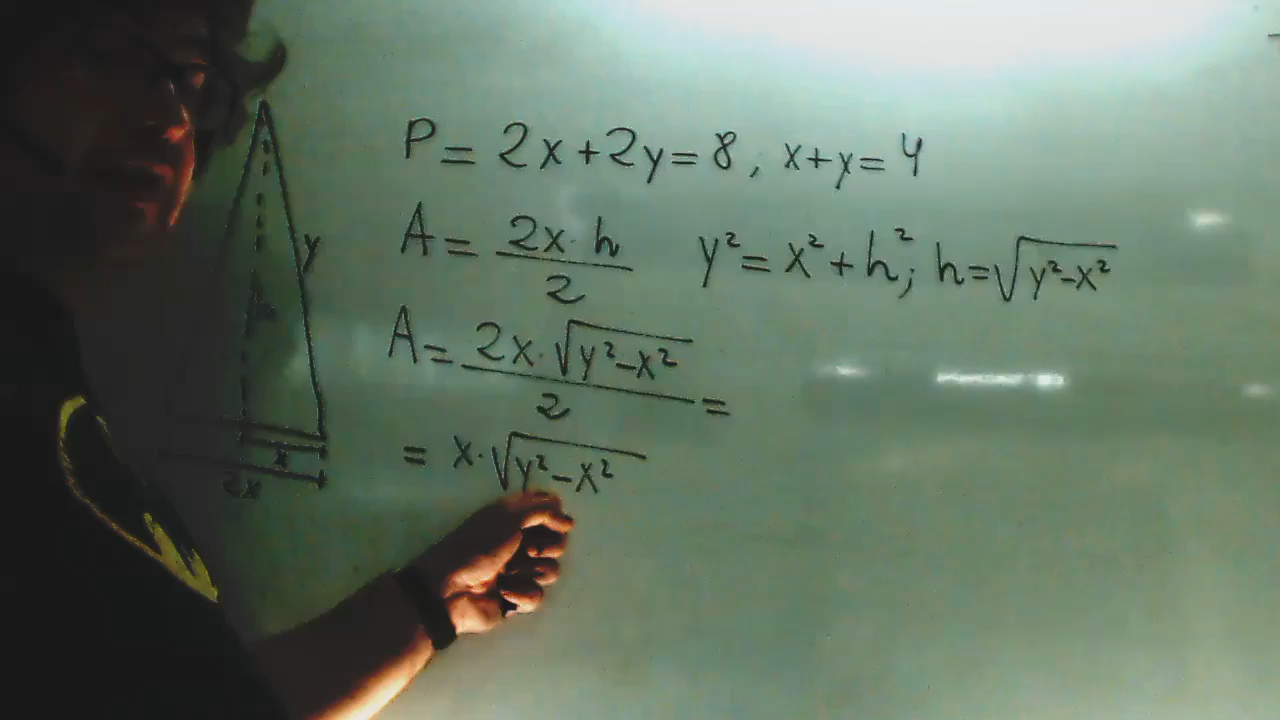 P = 2x + 2y = 8, x + y = 4
A = 2x · h / 2   y² = x² + h²; h = √(y² - x²)
y
h
A = 2x · √(y² - x²) / 2 =
= x · √(y² - x²)
x
2x